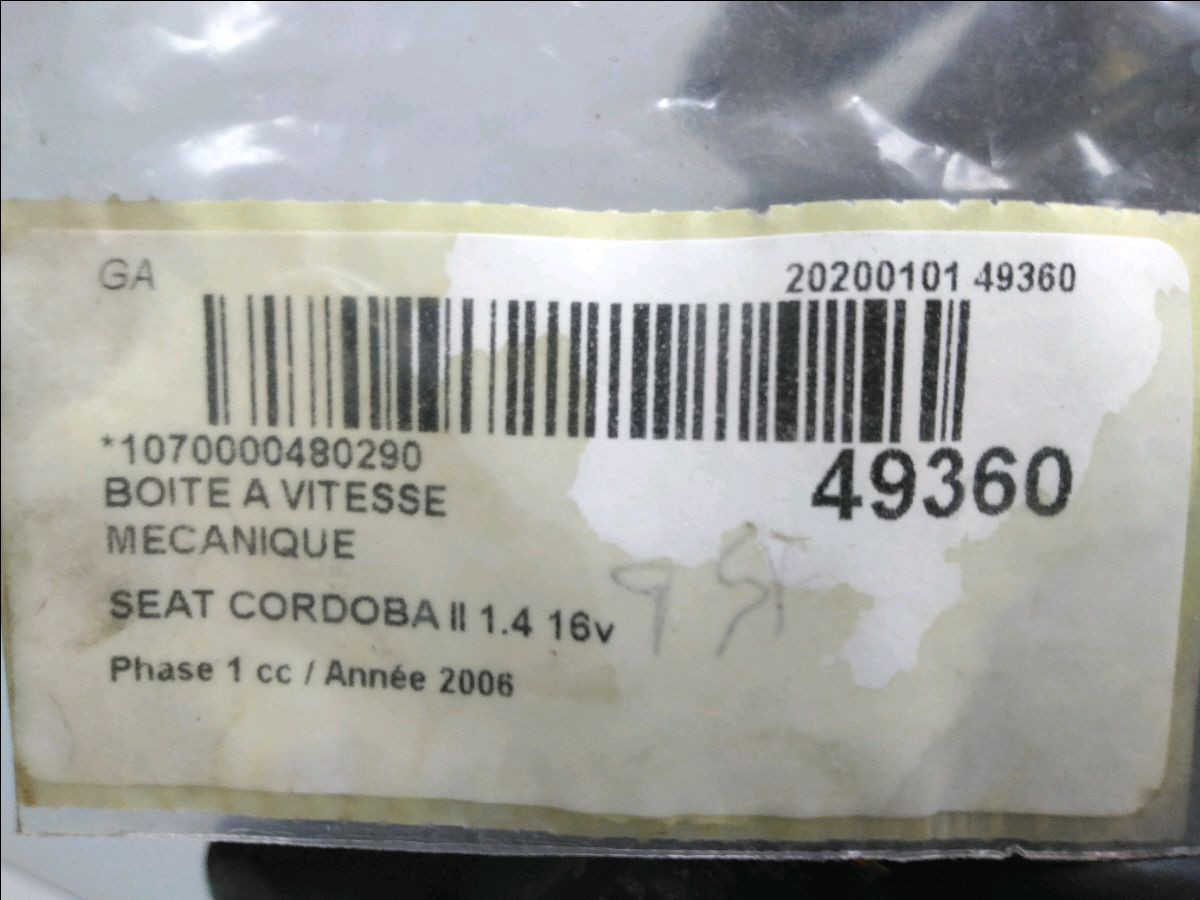 GA
20200101 49360
*1070000480290
49360
BOITE A VITESSE
MECANIQUE
SEAT CORDOBA II 1.4 16v
Phase 1 cc / Année 2006